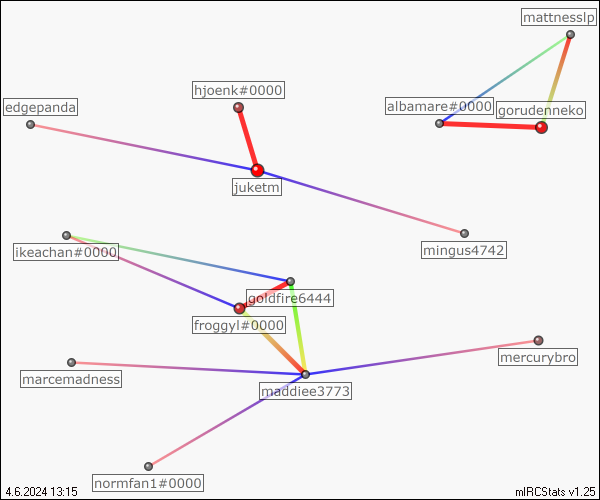 mattnesslp
hjoenk#0000
edgepanda
albamare#0000
gorudenneko
juketm
ikeachan#0000
mingus4742
goldfire6444
froggyl#0000
mercurybro
marcemadness
maddiee3773
normfan1#0000
4.6.2024 13:15
mIRCStats v1.25